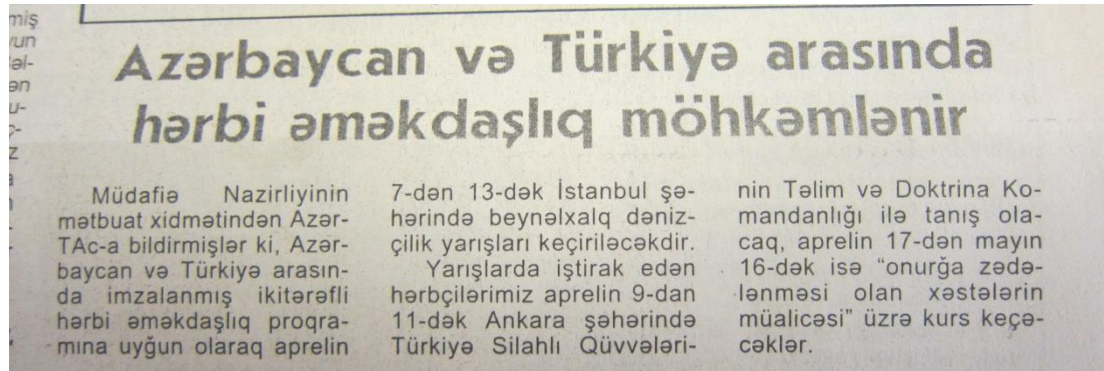 miş
yun
əl-
ən
u-
ç-
z
Azərbaycan və Türkiyə arasında
hərbi əməkdaşlıq möhkəmlənir
Müdafiə Nazirliyinin
mətbuat xidmətindən Azər-
TAc-a bildirmişlər ki, Azər-
baycan və Türkiyə arasın-
da imzalanmış ikitərəfli
hərbi əməkdaşlıq proqra-
mına uyğun olaraq aprelin
7-dən 13-dək İstanbul şə-
hərində beynəlxalq dəniz-
çilik yarışları keçiriləcəkdir.
Yarışlarda iştirak edən
hərbçilərimiz aprelin 9-dan
11-dək Ankara şəhərində
Türkiyə Silahlı Qüvvələri-
nin Təlim və Doktrina Ko-
mandanlığı ilə tanış ola-
caq, aprelin 17-dən mayın
16-dək isə “onurğa zədə-
lənməsi olan xəstələrin
müalicəsi” üzrə kurs keçə-
cəklər.